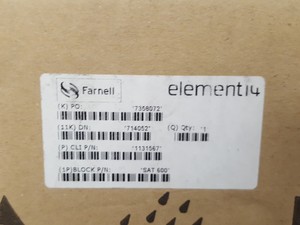 Farnell element14
(K) PO: '7358072'
(11K) DN: '714052' (Q) Qty: '1
(P) CLI P/N: '1131567'
(1P)BLOCK P/N: 'SAT 600'